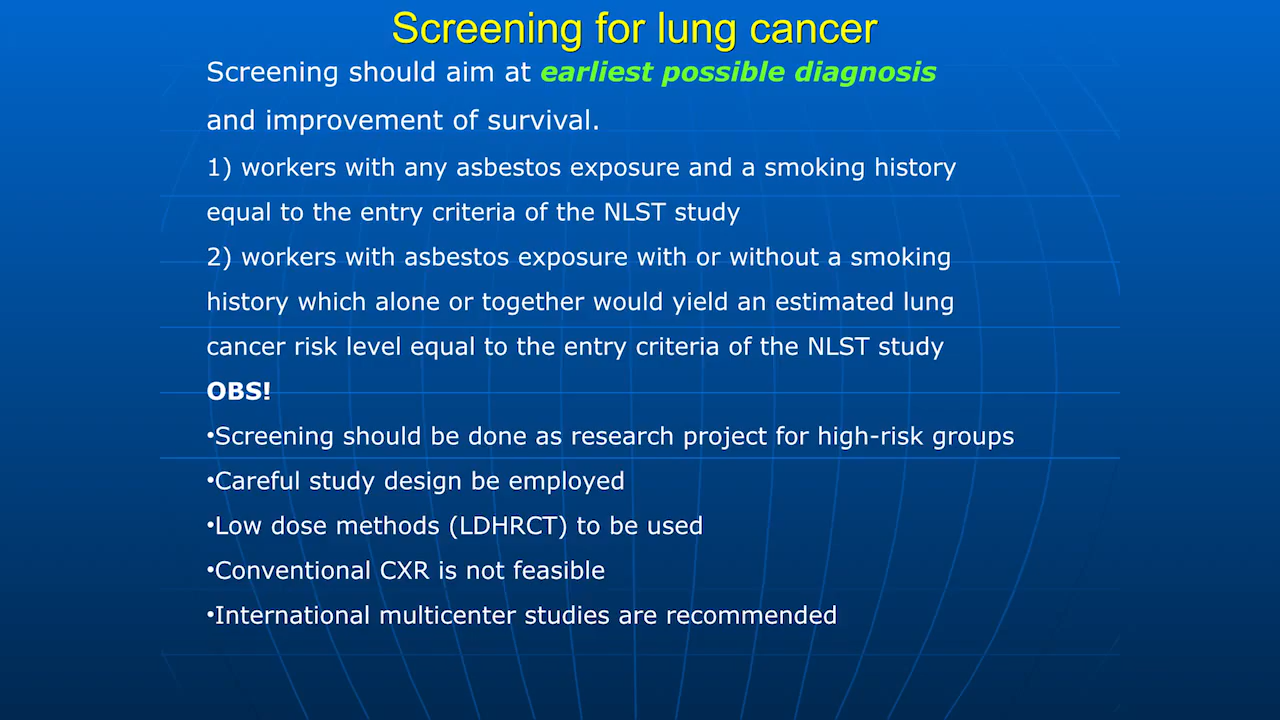 Screening for lung cancer
Screening should aim at earliest possible diagnosis
and improvement of survival.
1) workers with any asbestos exposure and a smoking history
equal to the entry criteria of the NLST study
2) workers with asbestos exposure with or without a smoking
history which alone or together would yield an estimated lung
cancer risk level equal to the entry criteria of the NLST study
OBS!
•Screening should be done as research project for high-risk groups
•Careful study design be employed
•Low dose methods (LDHRCT) to be used
•Conventional CXR is not feasible
•International multicenter studies are recommended